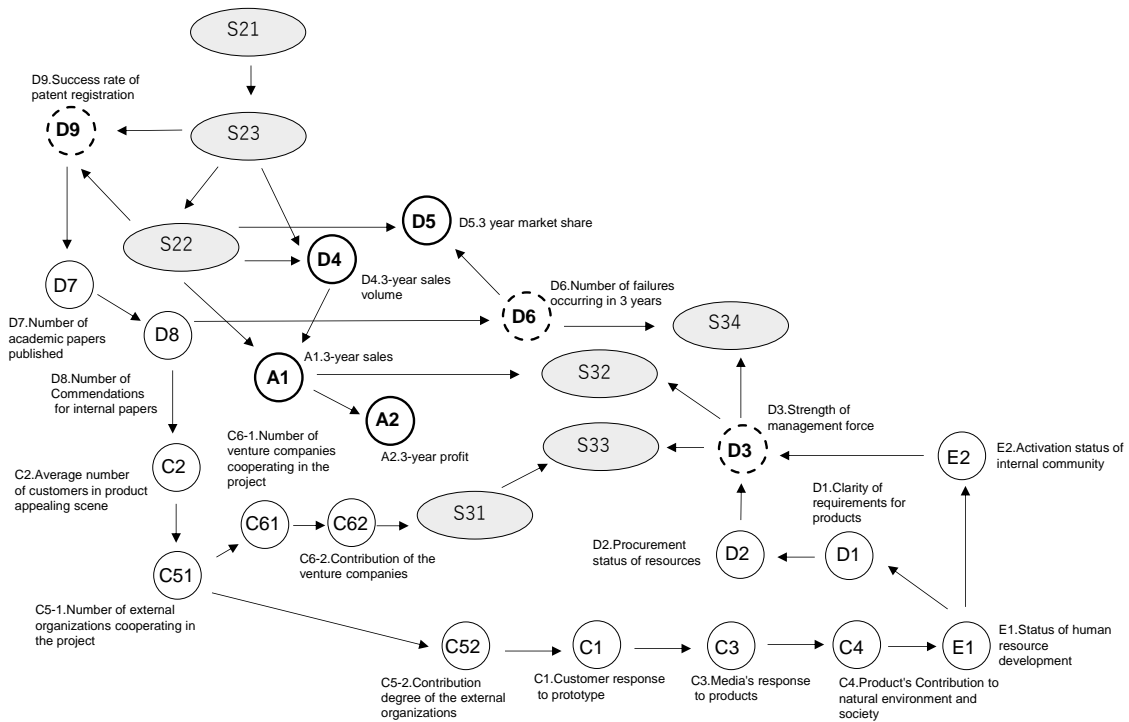 S21
D9.Success rate of
patent registration
D9
S23
S22
D5
D5.3 year market share
D4
D4.3-year sales
volume
D7
D7.Number of
academic papers
published
D8
D8.Number of
Commendations
for internal papers
D6.Number of failures
occurring in 3 years
D6
S34
A1.3-year sales
A1
S32
A2
A2.3-year profit
D3.Strength of
management force
D3
S33
C6-1.Number of
venture companies
cooperating in the
project
E2
E2.Activation status of
internal community
C2
C2.Average number
of customers in product
appealing scene
C61
C62
S31
C6-2.Contribution of the
venture companies
D1.Clarity of
requirements for
products
D2.Procurement
status of resources
D2
D1
C51
C5-1.Number of external
organizations cooperating in
the project
C52
C5-2.Contribution
degree of the external
organizations
C1
C1.Customer response
to prototype
C3
C3.Media's response
to products
C4
C4.Product's Contribution to
natural environment and
society
E1
E1.Status of human
resource
development